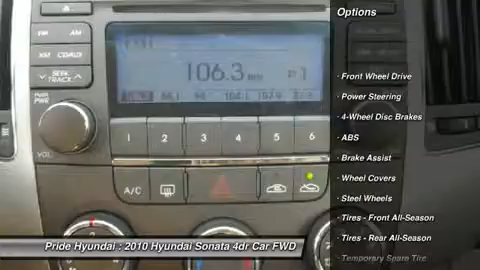 Options
FM AM
XM CD/AUX
SEEK TRACK
PWR
VOL
106.3
1 2 3 4 5 6
A/C
Front Wheel Drive
Power Steering
4-Wheel Disc Brakes
ABS
Brake Assist
Wheel Covers
Steel Wheels
Tires - Front All-Season
Tires - Rear All-Season
Temporary Spare Tire
Pride Hyundai : 2010 Hyundai Sonata 4dr Car FWD